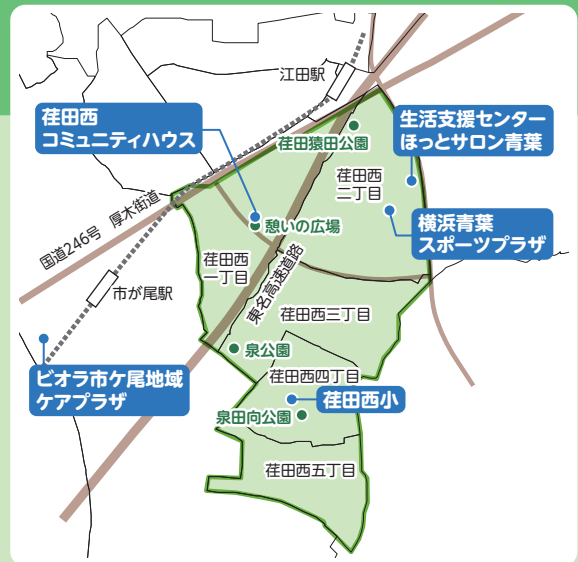 江田駅
荏田西
コミュニティハウス
生活支援センター
ほっとサロン青葉
荏田猿田公園
荏田西
二丁目
横浜青葉
スポーツプラザ
国道246号 厚木街道
憩いの広場
荏田西
一丁目
東名高速道路
市が尾駅
荏田西三丁目
泉公園
荏田西四丁目
ビオラ市ケ尾地域
ケアプラザ
荏田西小
泉田向公園
荏田西五丁目